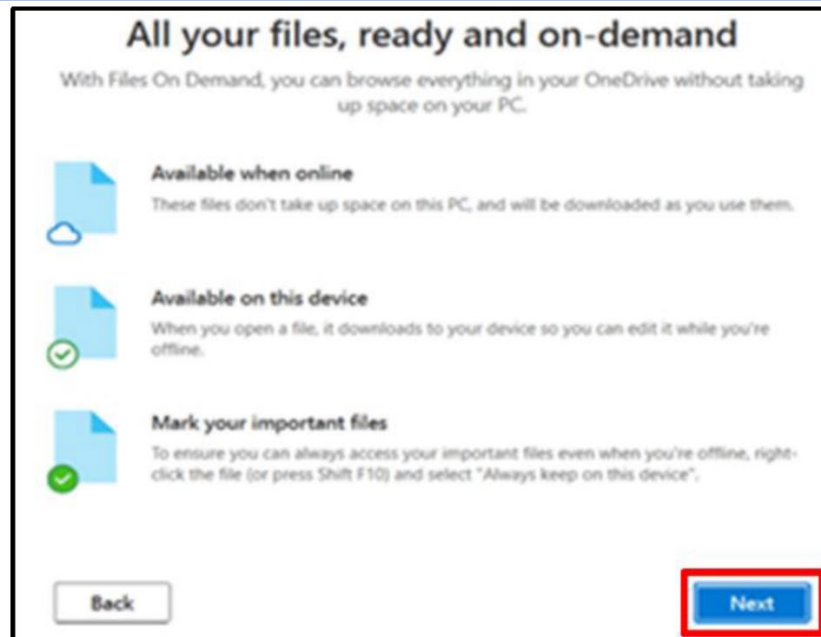 All your files, ready and on-demand
With Files On Demand, you can browse everything in your OneDrive without taking
up space on your PC.
Available when online
These files don't take up space on this PC, and will be downloaded as you use them.
Available on this device
When you open a file, it downloads to your device so you can edit it while you're
offline.
Mark your important files
To ensure you can always access your important files even when you're offline, right-
click the file (or press Shift F10) and select "Always keep on this device".
Back
Next